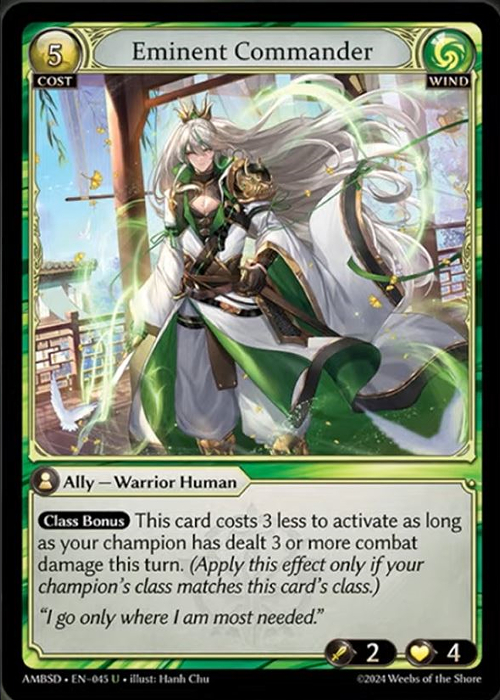 5
Eminent Commander
COST
WIND
Ally — Warrior Human
Class Bonus This card costs 3 less to activate as long
as your champion has dealt 3 or more combat
damage this turn. (Apply this effect only if your
champion's class matches this card's class.)
"I go only where I am most needed."
2
4
AMBSD • EN-045 U • illust: Hanh Chu
©2024 Weebs of the Shore